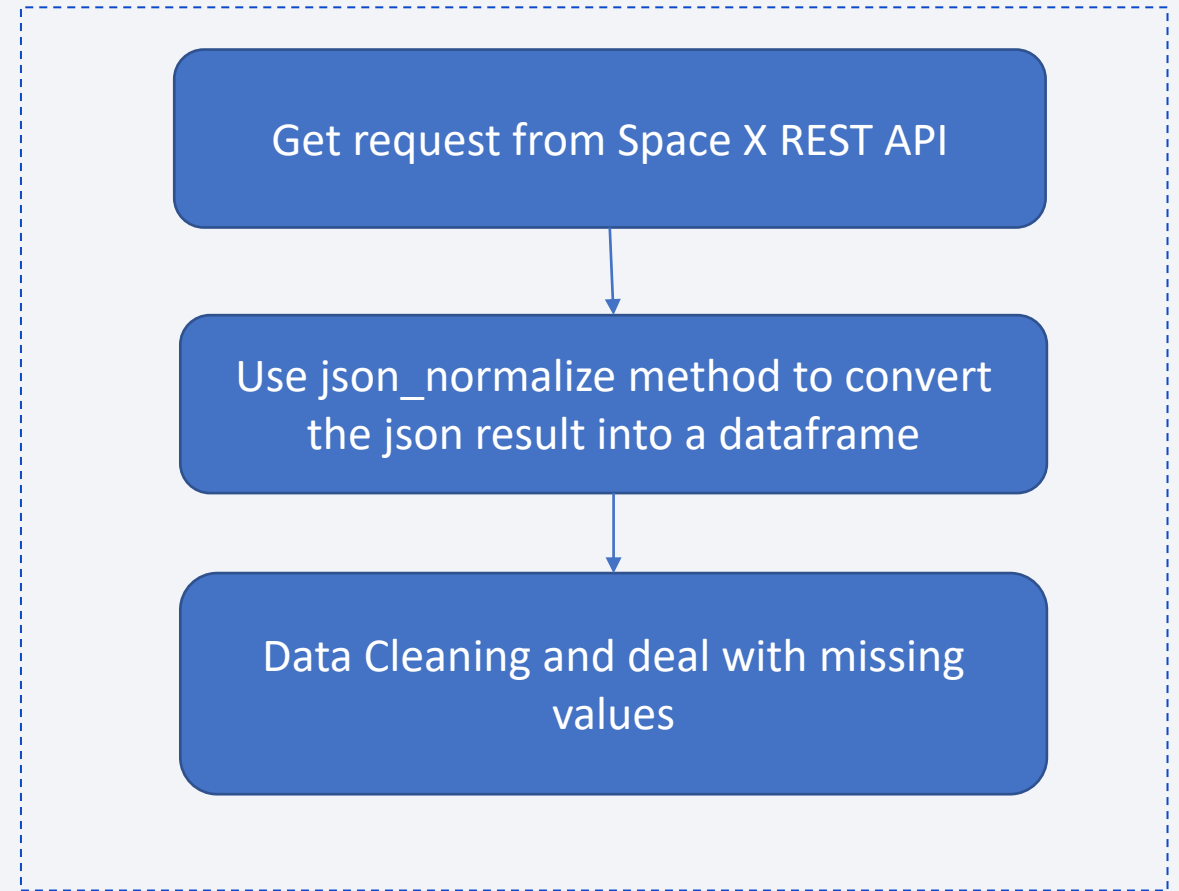 Get request from Space X REST API
Use json_normalize method to convert
the json result into a dataframe
Data Cleaning and deal with missing
values